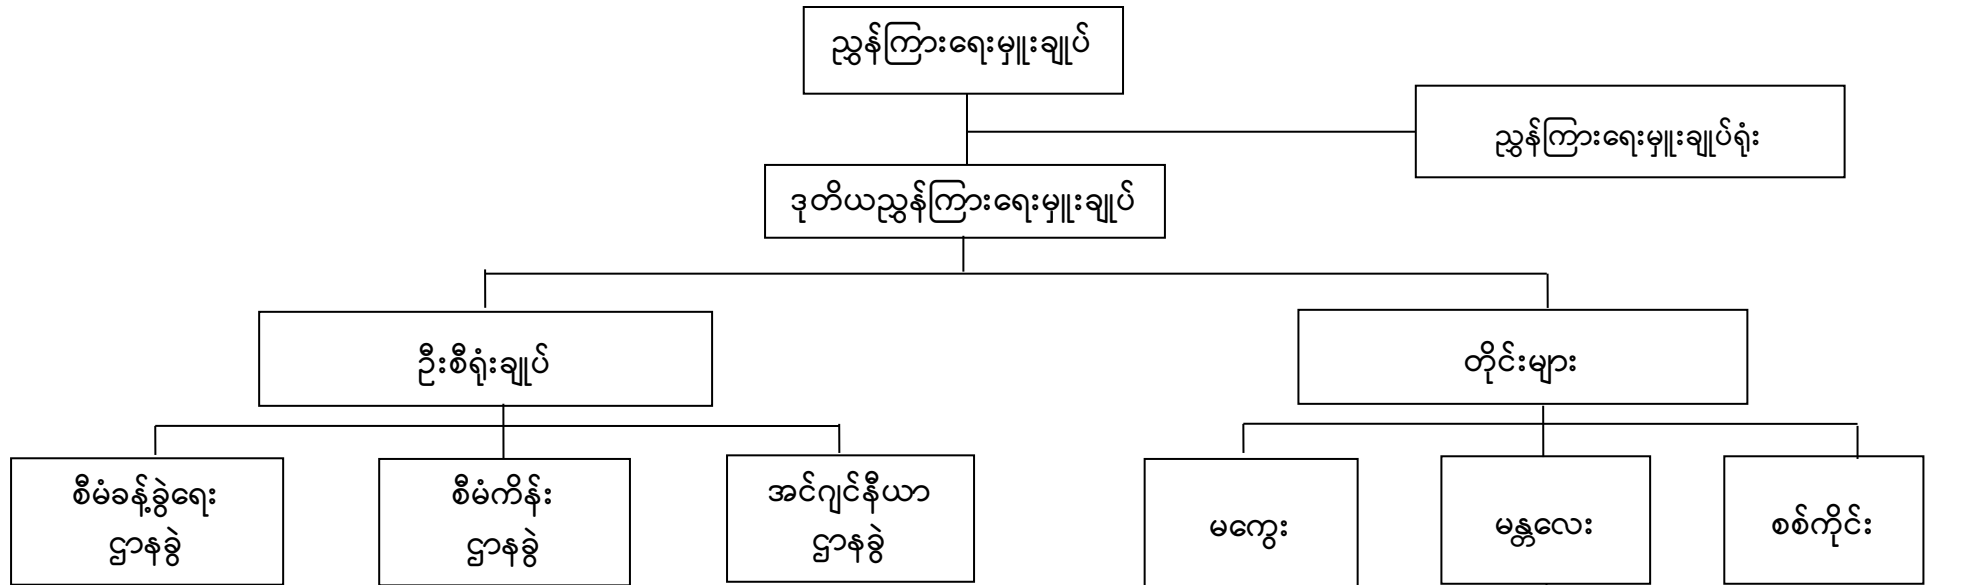 ညွှန်ကြားရေးမှူးချုပ်
ညွှန်ကြားရေးမှူးချုပ်ရုံး
ဒုတိယညွှန်ကြားရေးမှူးချုပ်
ဦးစီရုံးချုပ်
တိုင်းများ
စီမံခန့်ခွဲရေး
ဌာနခွဲ
စီမံကိန်း
ဌာနခွဲ
အင်ဂျင်နီယာ
ဌာနခွဲ
မကွေး
မန္တလေး
စစ်ကိုင်း